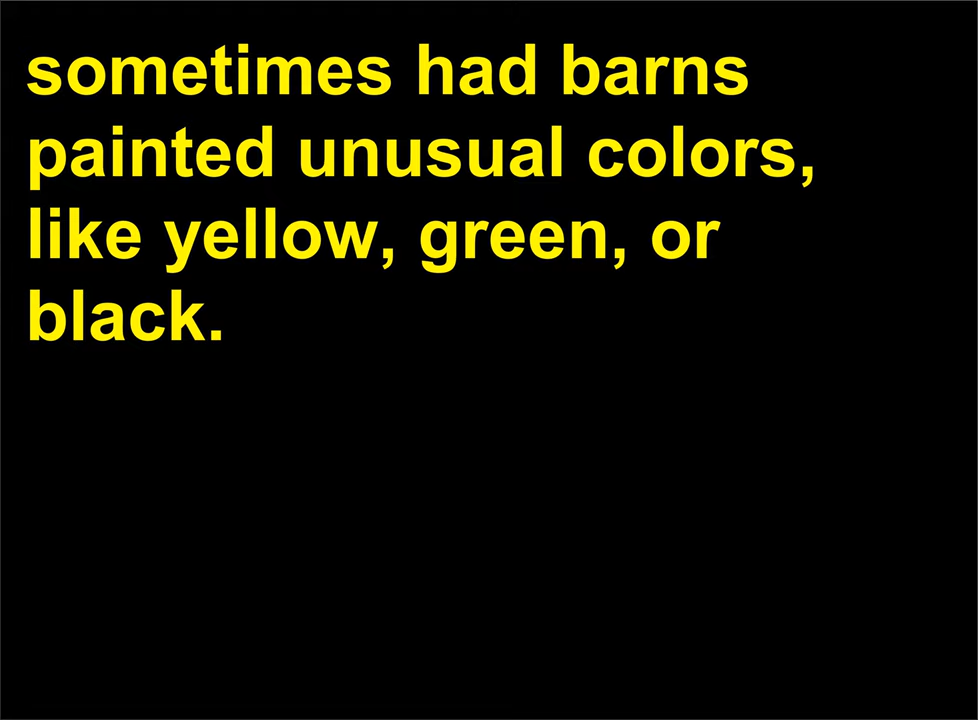 sometimes had barns
painted unusual colors,
like yellow, green, or
black.